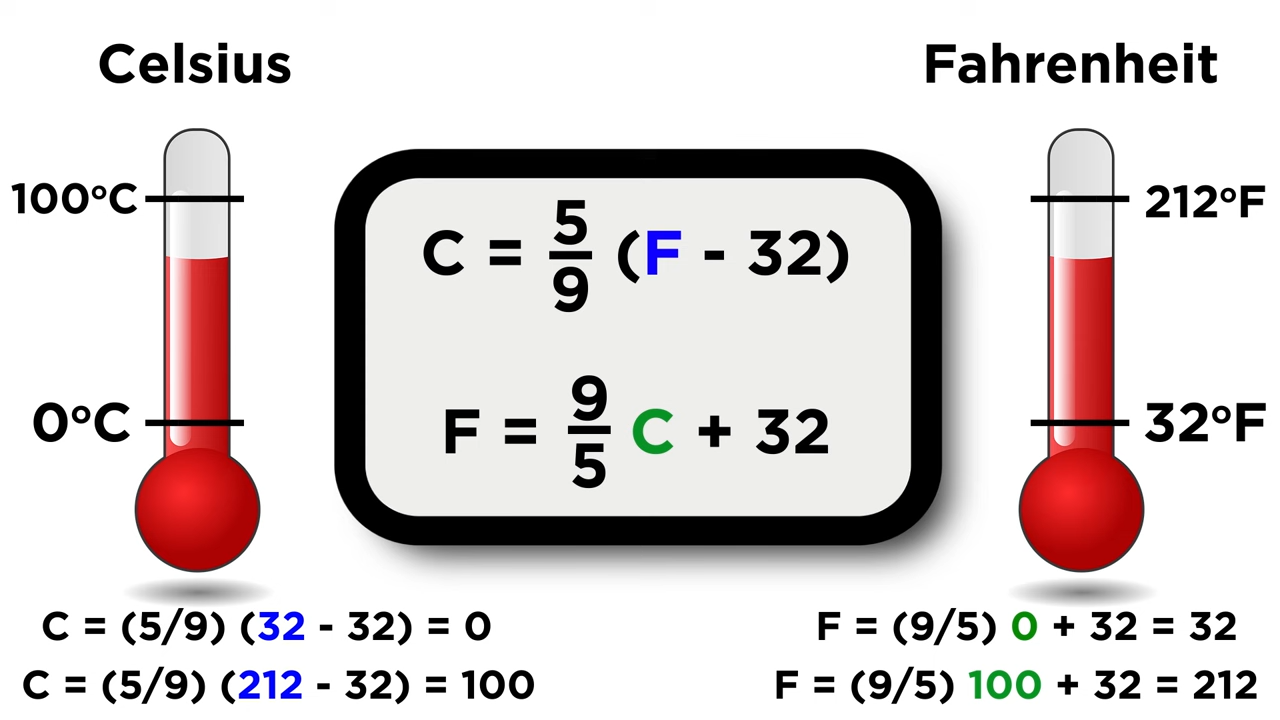 Celsius
Fahrenheit
100°C
212°F
C = 5/9 (F - 32)
F = 9/5 C + 32
0°C
32°F
C = (5/9) (32 - 32) = 0
F = (9/5) 0 + 32 = 32
C = (5/9) (212 - 32) = 100
F = (9/5) 100 + 32 = 212